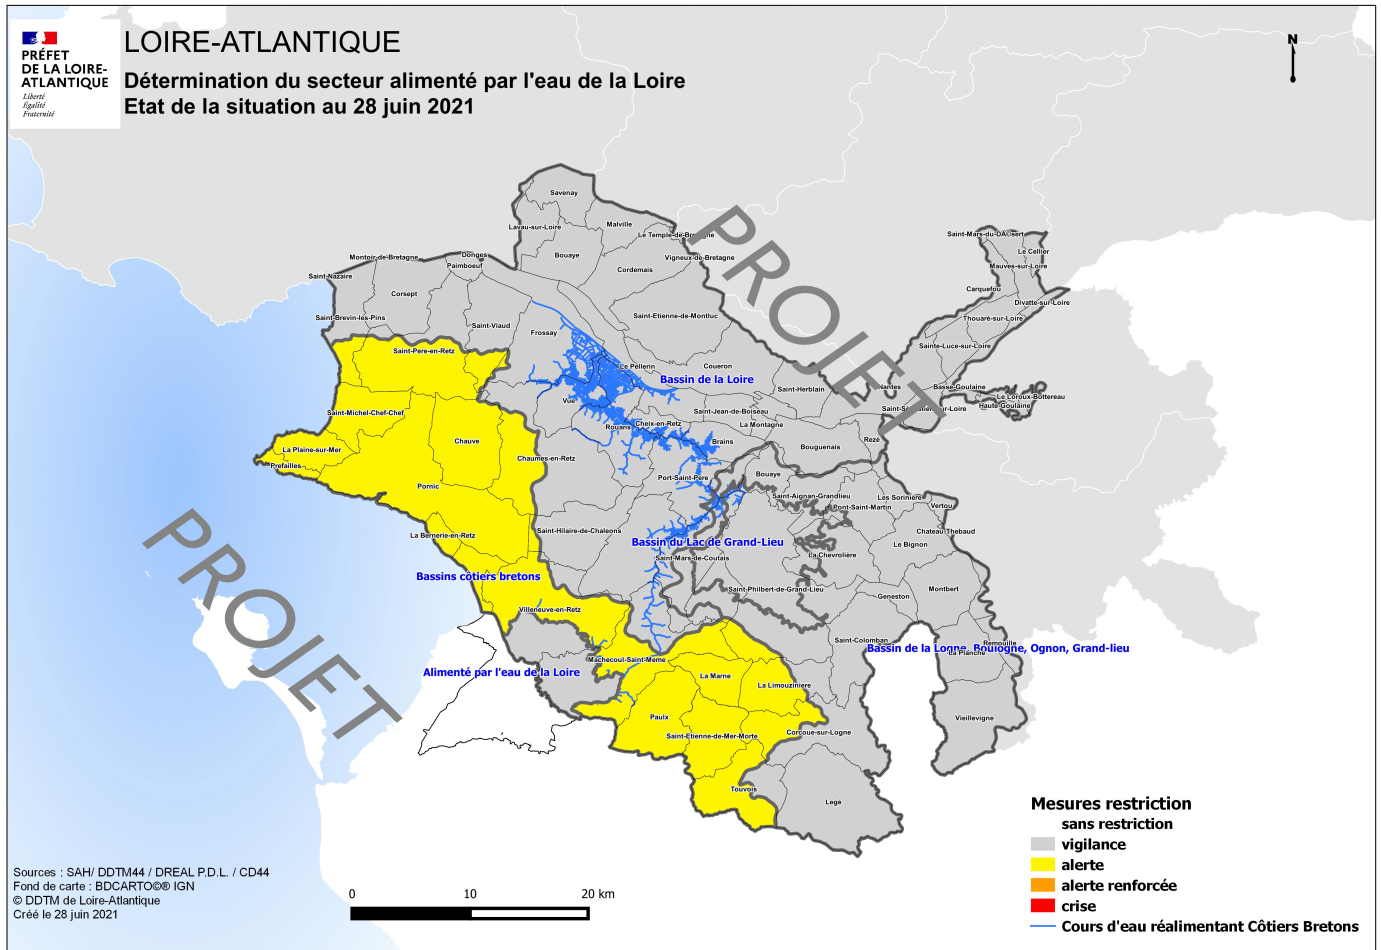 PRÉFET
DE LA LOIRE-
ATLANTIQUE
Liberté
Égalité
Fraternité
LOIRE-ATLANTIQUE
Détermination du secteur alimenté par l'eau de la Loire
Etat de la situation au 28 juin 2021
N
PROJET
PROJET
Savenay
Lavau-sur-Loire
Malville
Le Temple-de-Bretagne
Bouaye
Vigneux-de-Bretagne
Cordemais
Montoir-de-Bretagne
Donges
Paimboeuf
Saint-Nazaire
Corsept
Saint-Brevin-les-Pins
Saint-Viaud
Frossay
Saint-Etienne-de-Montluc
Saint-Mars-du-Désert
Le Cellier
Mauves-sur-Loire
Carquefou
Divatte-sur-Loire
Thouaré-sur-Loire
Sainte-Luce-sur-Loire
Saint-Pere-en-Retz
Le Pellerin
Coueron
Bassin de la Loire
Saint-Herblain
Nantes
Basse-Goulaine
Le Loroux-Bottereau
Haute-Goulaine
Saint-Sébastien-sur-Loire
Vue
Saint-Michel-Chef-Chef
Saint-Jean-de-Boiseau
Rouans
Cheix-en-Retz
La Montagne
Brains
Bouguenais
Rezé
Chauve
La Plaine-sur-Mer
Prefailles
Chaumes-en-Retz
Pornic
Port-Saint-Père
Bouaye
Saint-Aignan-Grandlieu
Les Sorinière
Pont-Saint-Martin
Vertou
La Bernerie-en-Retz
Saint-Hilaire-de-Chaleons
Chateau-Thebaud
Bassin du Lac de Grand-Lieu
Le Bignon
Saint-Mars-de-Coutais
La Chevrolière
Bassins côtiers bretons
Saint-Philbert-de-Grand-Lieu
Geneston
Montbert
Villeneuve-en-Retz
Saint-Colomban
Remouille
Bassin de la Logne, Boulogne, Ognon, Grand-lieu
La Planche
Machecoul-Saint-Meme
Alimenté par l'eau de la Loire
La Marne
La Limouziniere
Paulx
Vieillevigne
Saint-Etienne-de-Mer-Morte
Corcoue-sur-Logne
Touvois
Legé
Mesures restriction
sans restriction
vigilance
alerte
alerte renforcée
crise
Cours d'eau réalimentant Côtiers Bretons
Sources : SAH/ DDTM44 / DREAL P.D.L. / CD44
Fond de carte : BDCARTO©® IGN
© DDTM de Loire-Atlantique
Créé le 28 juin 2021
0 10 20 km